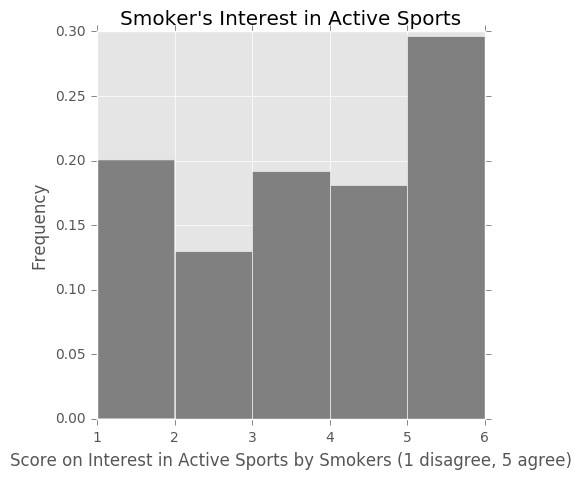 Smoker's Interest in Active Sports
0.30
0.25
0.20
0.15
0.10
0.05
0.00
Frequency
1 2 3 4 5 6
Score on Interest in Active Sports by Smokers (1 disagree, 5 agree)